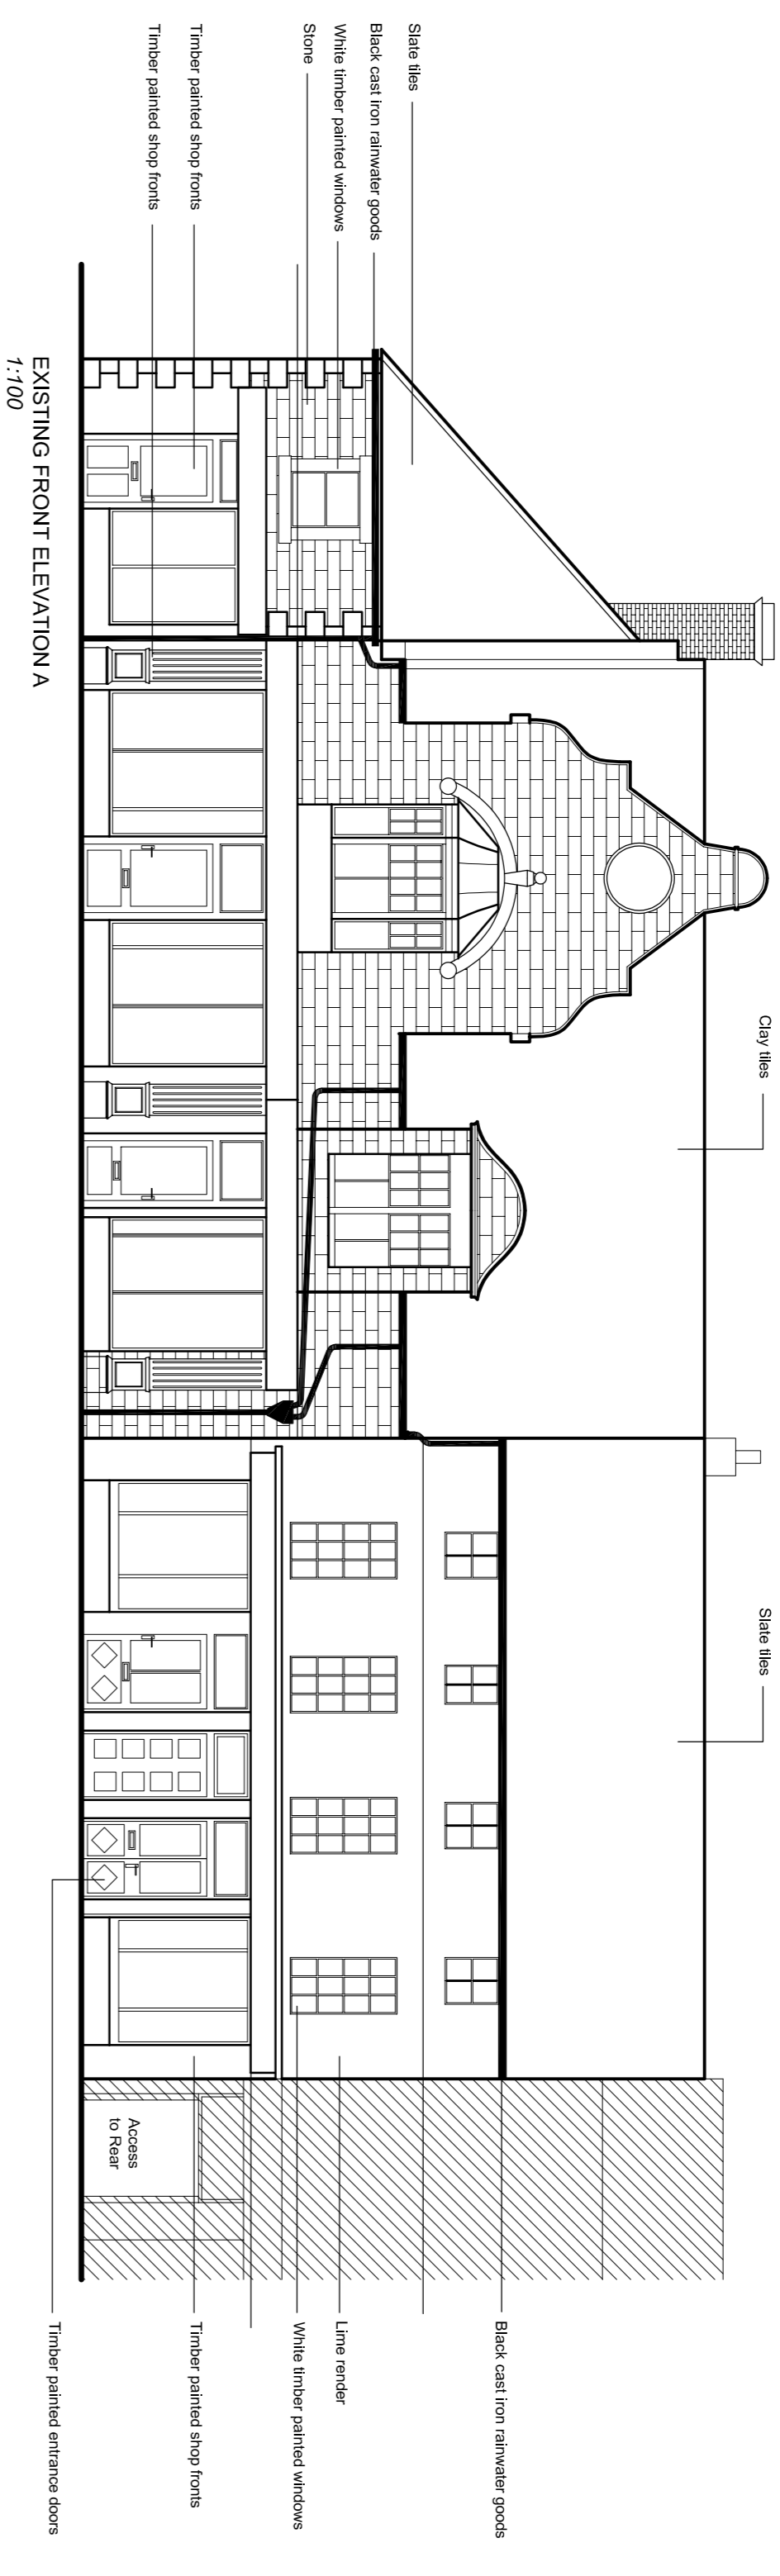 Clay tiles
Slate tiles
Slate tiles
Black cast iron rainwater goods
White timber painted windows
Stone
Timber painted shop fronts
Timber painted shop fronts
Black cast iron rainwater goods
Lime render
White timber painted windows
Access
to Rear
Timber painted shop fronts
Timber painted entrance doors
EXISTING FRONT ELEVATION A
1:100